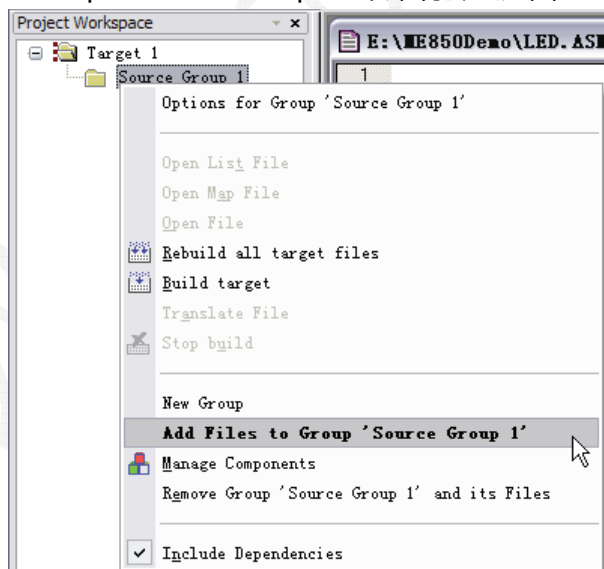 Project Workspace
E:\ME850Demo\LED.ASM
Target 1
1
Source Group 1
Options for Group 'Source Group 1'
Open List File
Open Map File
Open File
Rebuild all target files
Build target
Translate File
Stop build
New Group
Add Files to Group 'Source Group 1'
Manage Components
Remove Group 'Source Group 1' and its Files
Include Dependencies